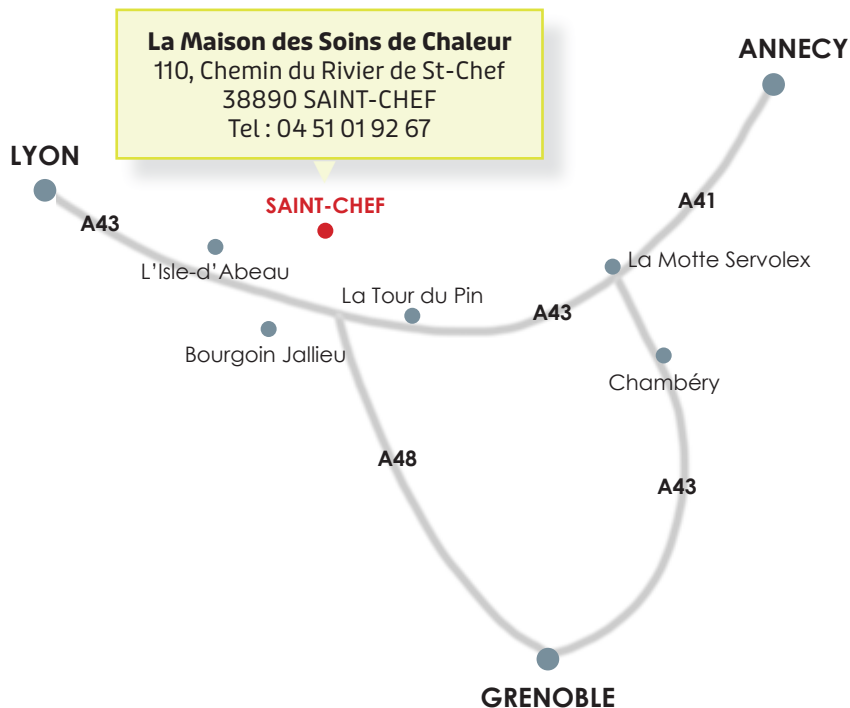 La Maison des Soins de Chaleur
110, Chemin du Rivier de St-Chef
38890 SAINT-CHEF
Tel : 04 51 01 92 67
ANNECY
LYON
A41
SAINT-CHEF
A43
La Motte Servolex
L'Isle-d'Abeau
La Tour du Pin
A43
Bourgoin Jallieu
Chambéry
A48
A43
GRENOBLE